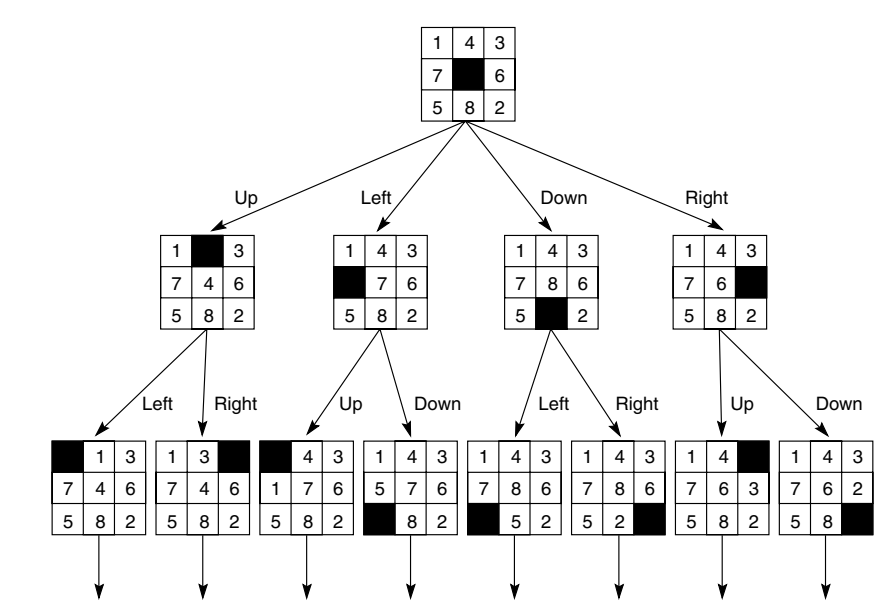 1 4 3
7 6
5 8 2
Up Left Down Right
1 3 1 4 3 1 4 3 1 4 3
7 4 6 7 6 7 8 6 7 6
5 8 2 5 8 2 5 2 5 8 2
Left Right Up Down Left Right Up Down
1 3 1 3 4 3 1 4 3 1 4 3 1 4 3 1 4 1 4 3
7 4 6 7 4 6 1 7 6 5 7 6 7 8 6 7 8 6 7 6 3 7 6 2
5 8 2 5 8 2 5 8 2 8 2 5 2 5 2 5 8 2 5 8